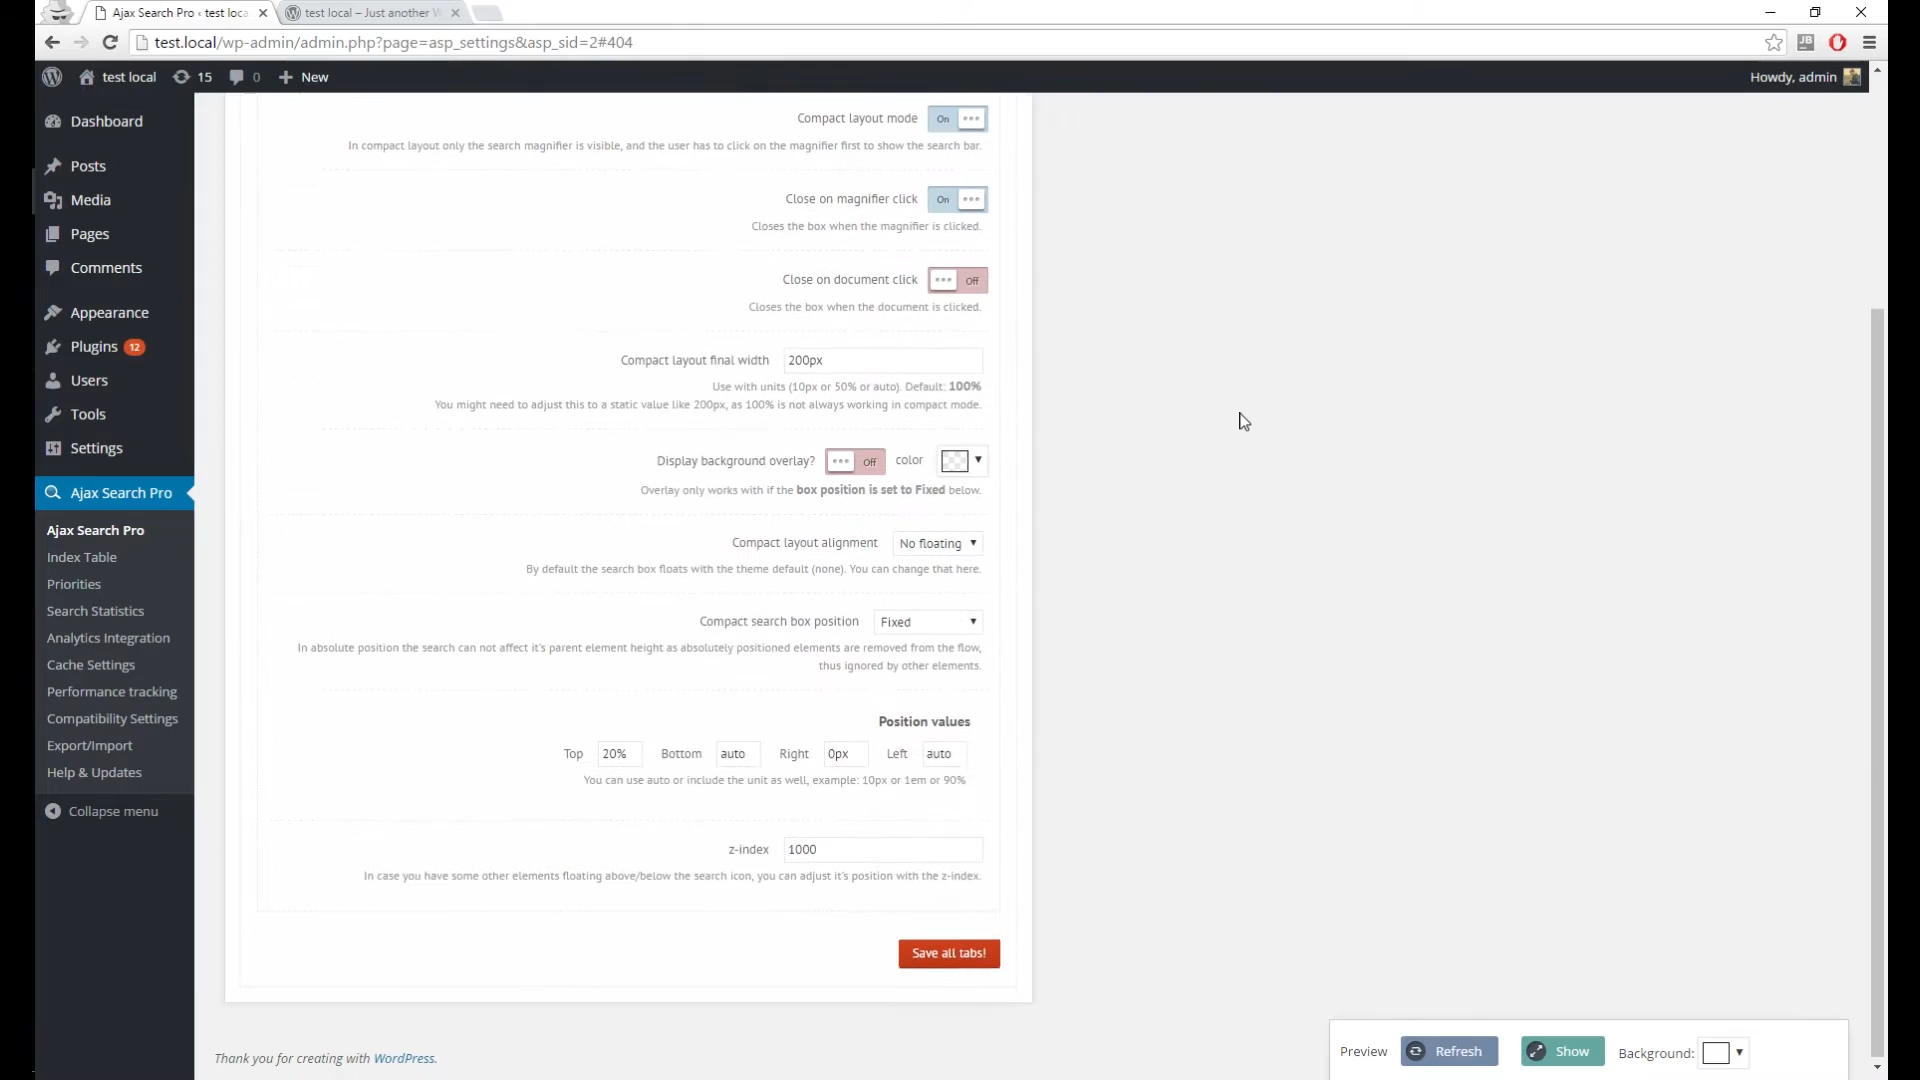 Ajax Search Pro ‹ test loca
test local – Just another W
test.local/wp-admin/admin.php?page=asp_settings&asp_sid=2#404
JB
test local
15
0
New
Howdy, admin
Dashboard
Posts
Media
Pages
Comments
Appearance
Plugins 12
Users
Tools
Settings
Ajax Search Pro
Ajax Search Pro
Index Table
Priorities
Search Statistics
Analytics Integration
Cache Settings
Performance tracking
Compatibility Settings
Export/Import
Help & Updates
Collapse menu
Compact layout mode On
In compact layout only the search magnifier is visible, and the user has to click on the magnifier first to show the search bar.
Close on magnifier click On
Closes the box when the magnifier is clicked.
Close on document click Off
Closes the box when the document is clicked.
Compact layout final width 200px
Use with units (10px or 50% or auto). Default: 100%
You might need to adjust this to a static value like 200px, as 100% is not always working in compact mode.
Display background overlay? Off color
Overlay only works with if the box position is set to Fixed below.
Compact layout alignment No floating
By default the search box floats with the theme default (none). You can change that here.
Compact search box position Fixed
In absolute position the search can not affect it's parent element height as absolutely positioned elements are removed from the flow,
thus ignored by other elements.
Position values
Top 20% Bottom auto Right 0px Left auto
You can use auto or include the unit as well, example: 10px or 1em or 90%
z-index 1000
In case you have some other elements floating above/below the search icon, you can adjust it's position with the z-index.
Save all tabs!
Thank you for creating with WordPress.
Preview Refresh Show Background: